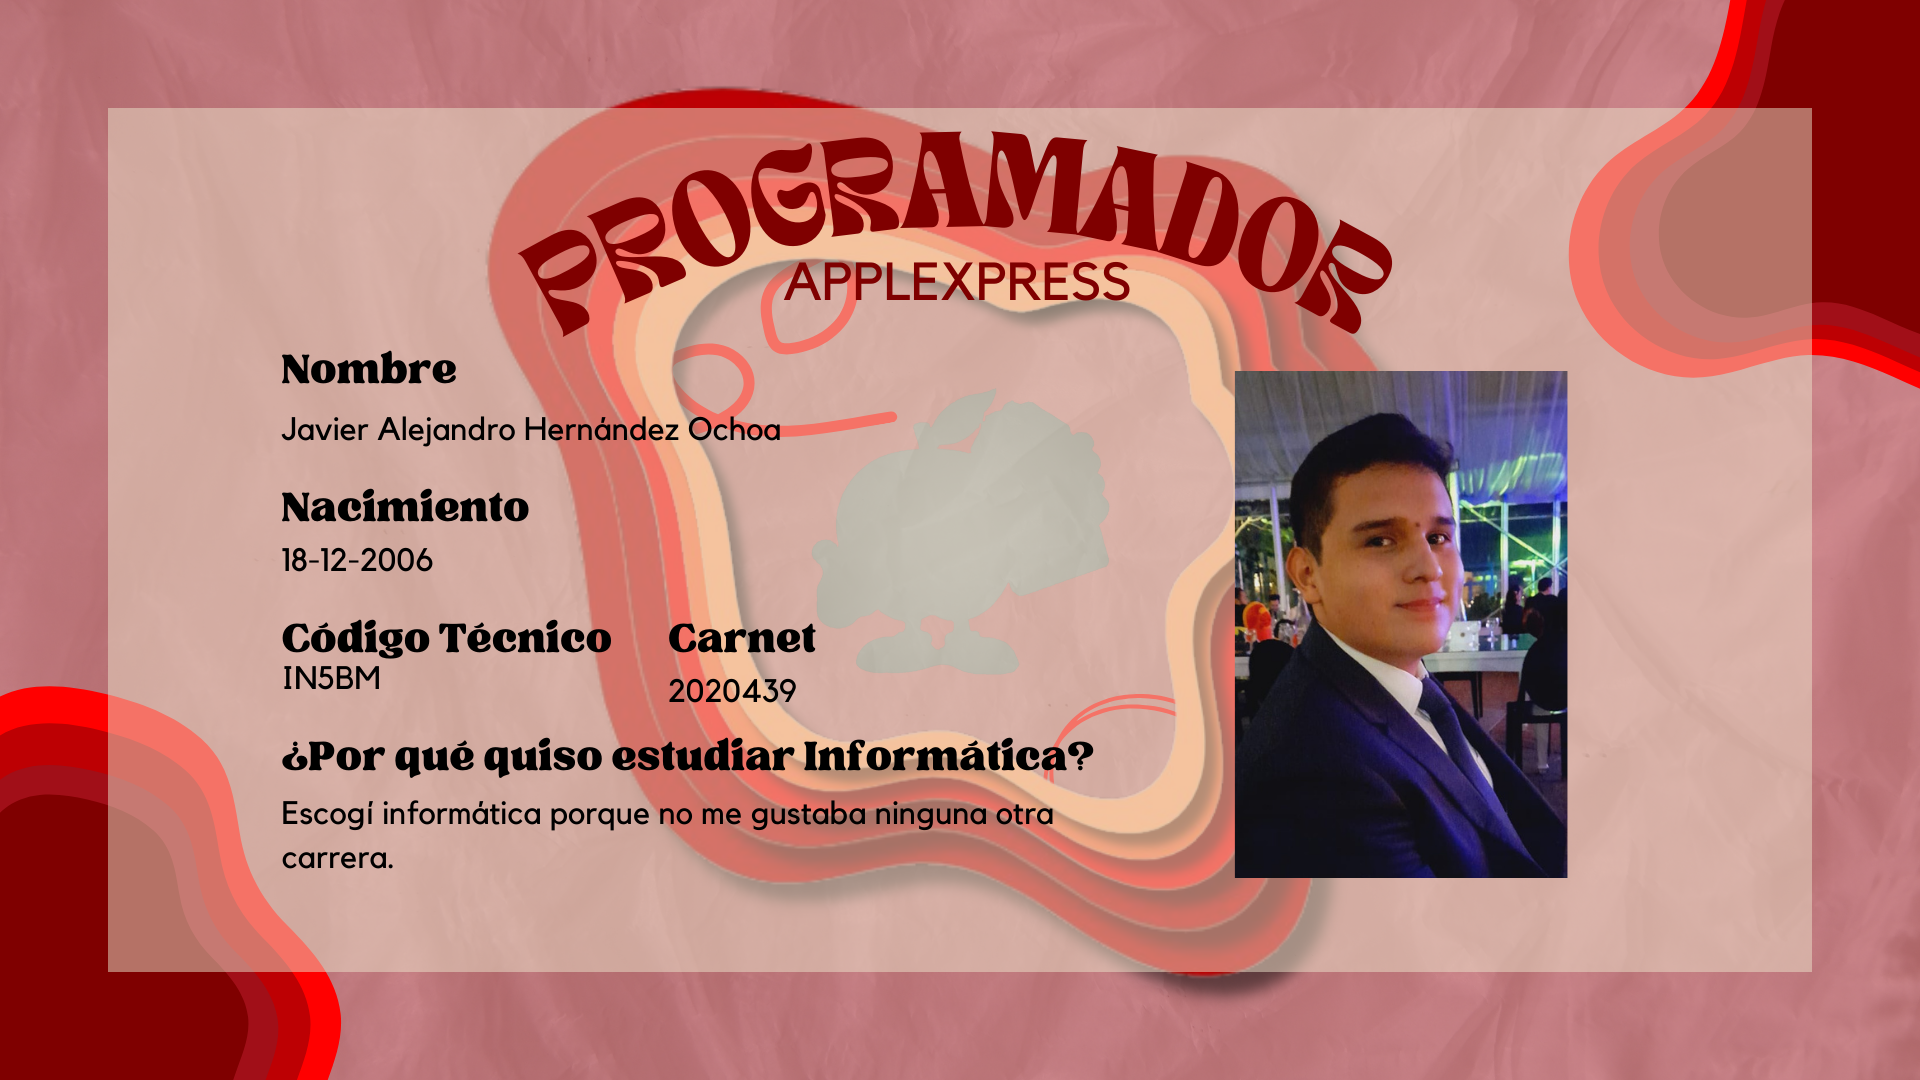 PROGRAMADOR
APPLEXPRESS
Nombre
Javier Alejandro Hernández Ochoa
Nacimiento
18-12-2006
Código Técnico
IN5BM
Carnet
2020439
¿Por qué quiso estudiar Informática?
Escogí informática porque no me gustaba ninguna otra
carrera.